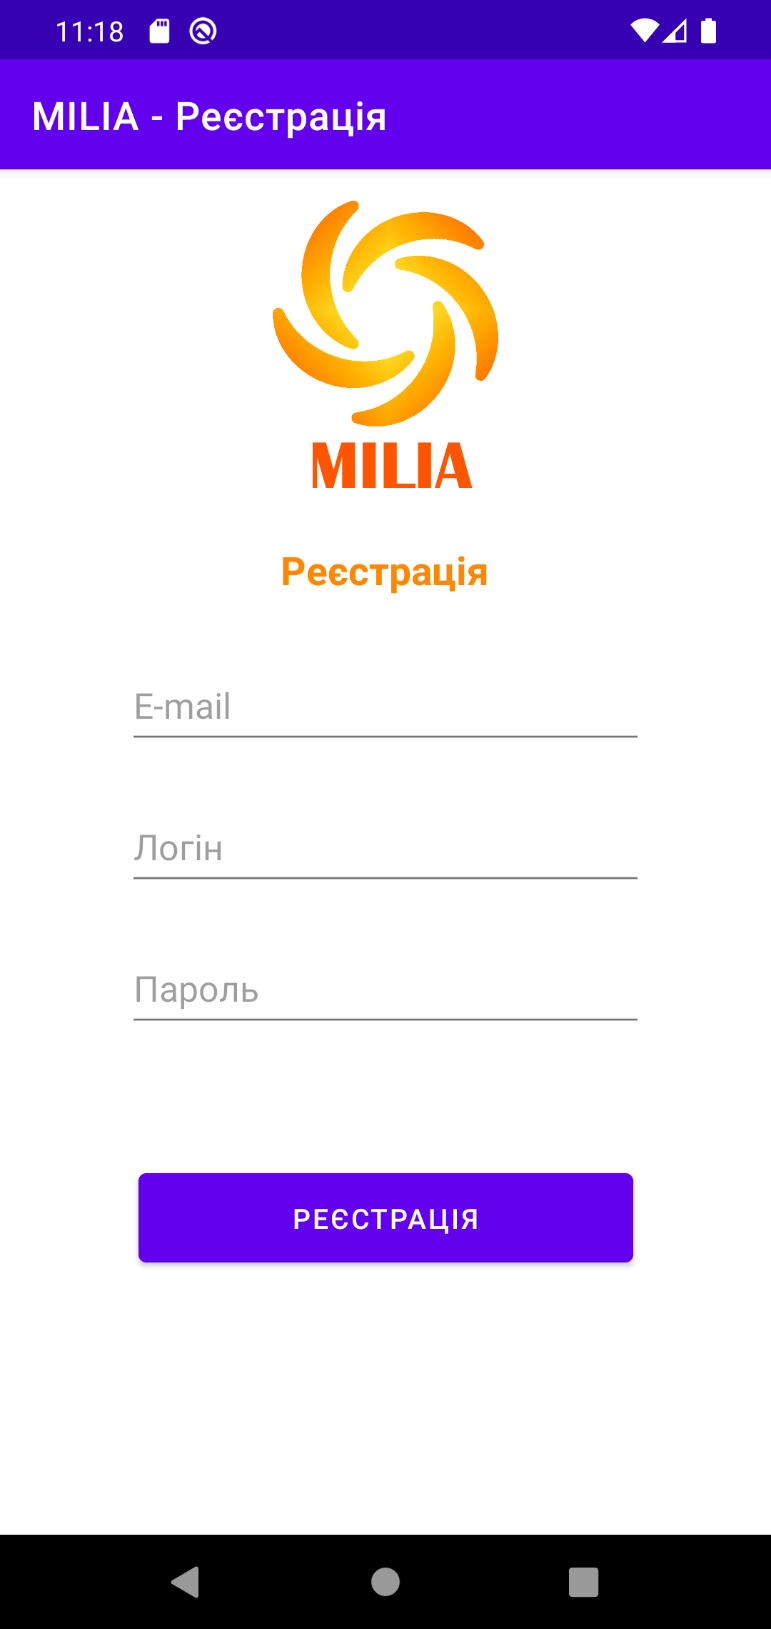 11:18
MILIA - Реєстрація
MILIA
Реєстрація
E-mail
Логін
Пароль
РЕЄСТРАЦІЯ